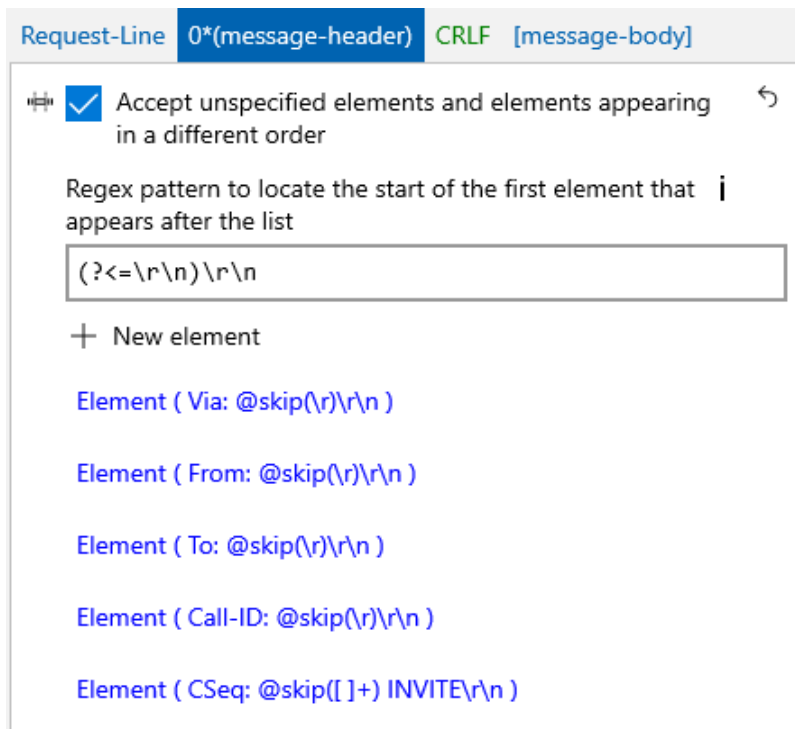 Request-Line 0*(message-header) CRLF [message-body]
Accept unspecified elements and elements appearing
in a different order
Regex pattern to locate the start of the first element that i
appears after the list
(?<=\r\n)\r\n
+ New element
Element ( Via: @skip(\r)\r\n )
Element ( From: @skip(\r)\r\n )
Element ( To: @skip(\r)\r\n )
Element ( Call-ID: @skip(\r)\r\n )
Element ( CSeq: @skip([ ]+) INVITE\r\n )